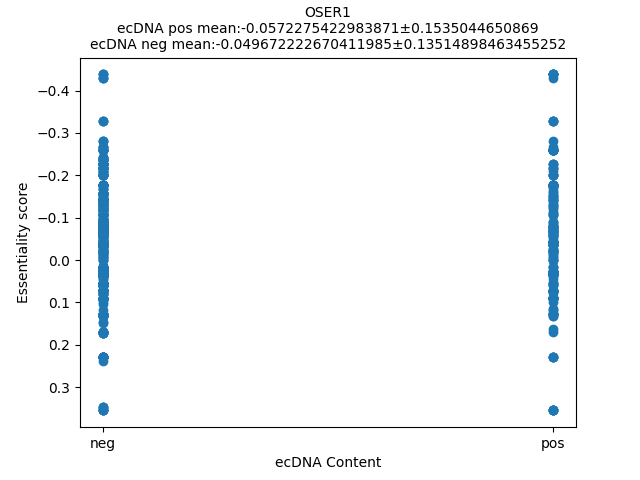 OSER1
ecDNA pos mean:-0.0572275422983871±0.1535044650869
ecDNA neg mean:-0.049672222670411985±0.13514898463455252
−0.4
−0.3
−0.2
−0.1
0.0
0.1
0.2
0.3
Essentiality score
neg
pos
ecDNA Content